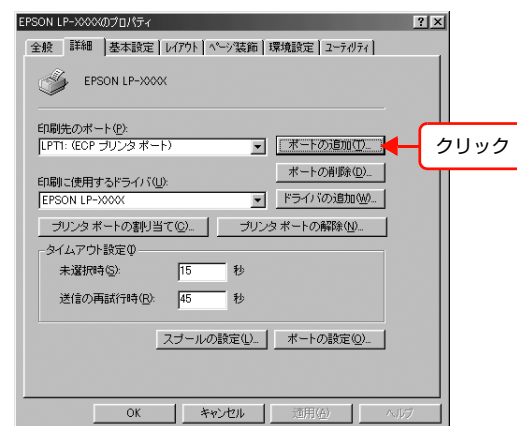 EPSON LP-XXXXのプロパティ
全般 詳細 基本設定 レイアウト ページ装飾 環境設定 ユーティリティ
EPSON LP-XXXX
印刷先のポート(P):
LPT1: (ECP プリンタ ポート) ポートの追加(T)... クリック
ポートの削除(D)...
印刷に使用するドライバ(U):
EPSON LP-XXXX ドライバの追加(W)...
プリンタ ポートの割り当て(C)... プリンタ ポートの解除(N)...
タイムアウト設定
未選択時(S): 15 秒
送信の再試行時(R): 45 秒
スプールの設定(L)... ポートの設定(O)...
OK キャンセル 適用(A) ヘルプ